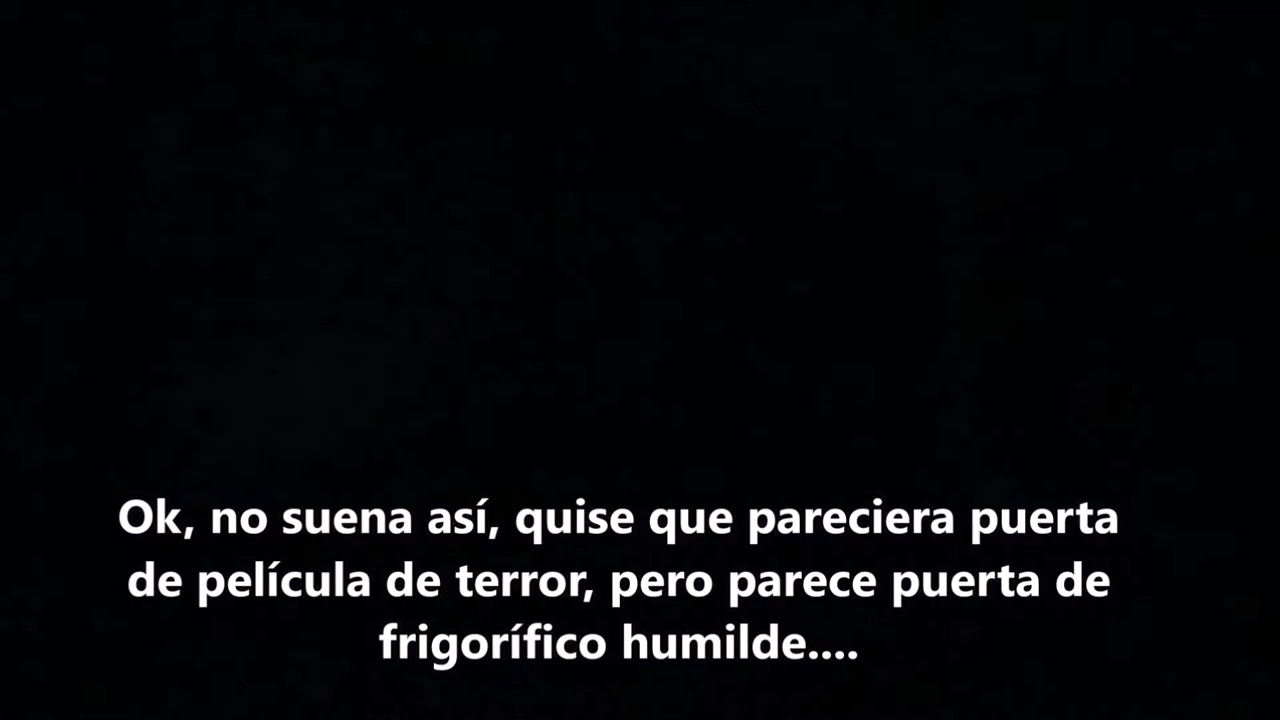 Ok, no suena así, quise que pareciera puerta
de película de terror, pero parece puerta de
frigorífico humilde....